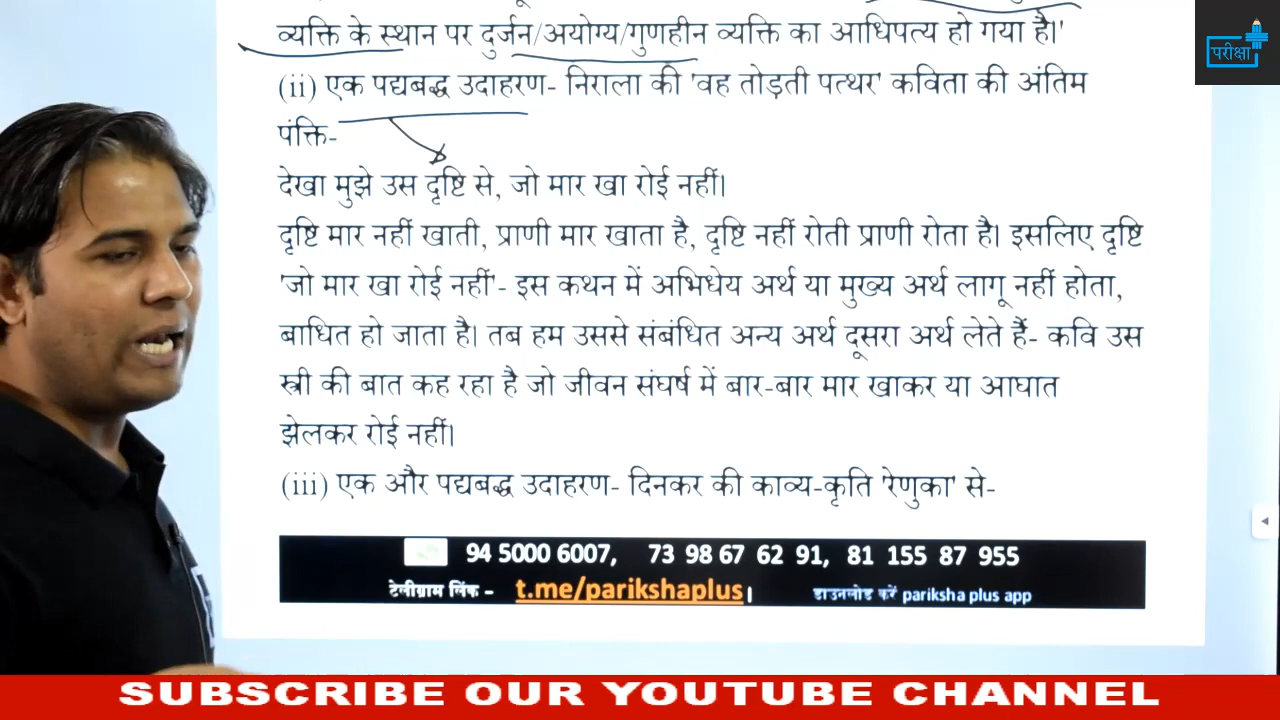 व्यक्ति के स्थान पर दुर्जन/अयोग्य/गुणहीन व्यक्ति का आधिपत्य हो गया है।'
परीक्षा
(ii) एक पद्यबद्ध उदाहरण- निराला की 'वह तोड़ती पत्थर' कविता की अंतिम
पंक्ति-
देखा मुझे उस दृष्टि से, जो मार खा रोई नहीं।
दृष्टि मार नहीं खाती, प्राणी मार खाता है, दृष्टि नहीं रोती प्राणी रोता है। इसलिए दृष्टि
'जो मार खा रोई नहीं'- इस कथन में अभिधेय अर्थ या मुख्य अर्थ लागू नहीं होता,
बाधित हो जाता है। तब हम उससे संबंधित अन्य अर्थ दूसरा अर्थ लेते हैं- कवि उस
स्त्री की बात कह रहा है जो जीवन संघर्ष में बार-बार मार खाकर या आघात
झेलकर रोई नहीं।
(iii) एक और पद्यबद्ध उदाहरण- दिनकर की काव्य-कृति 'रेणुका' से-
94 5000 6007, 73 98 67 62 91, 81 155 87 955
टेलीग्राम लिंक - t.me/parikshaplus। डाउनलोड करें pariksha plus app
SUBSCRIBE OUR YOUTUBE CHANNEL